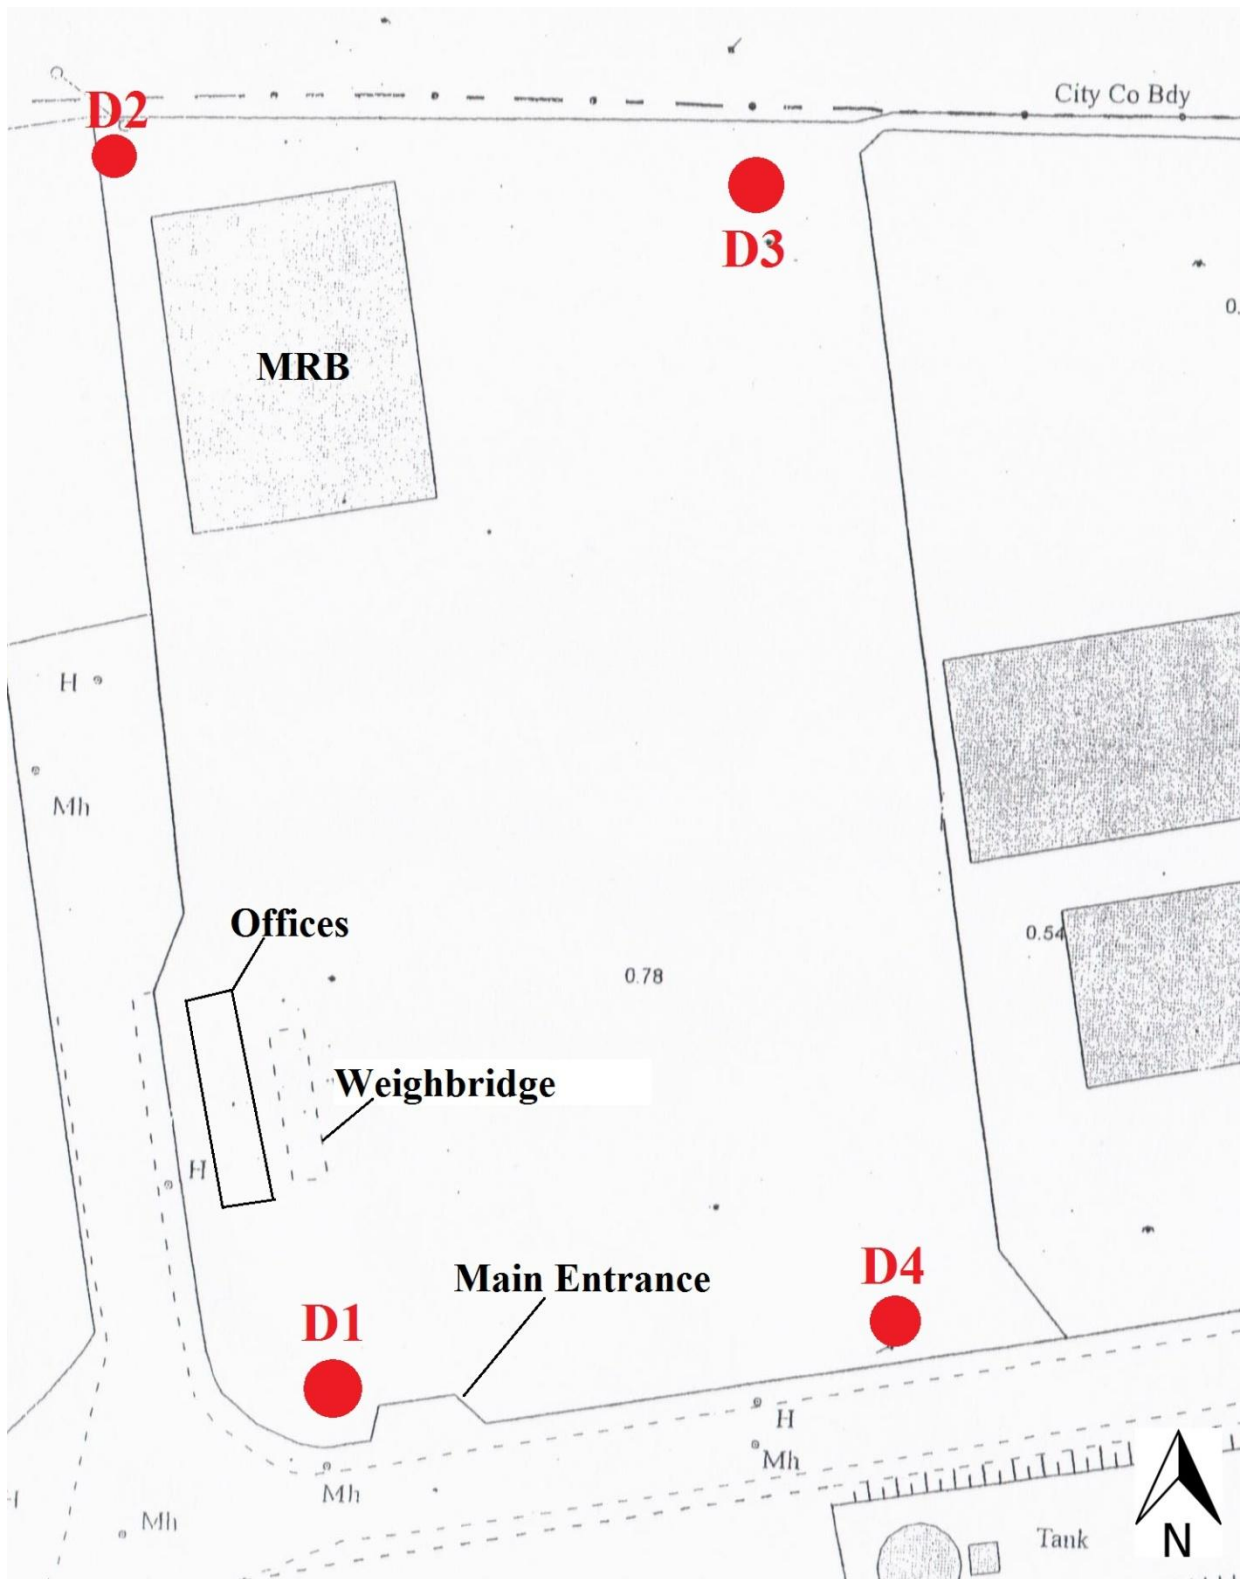 City Co Bdy
D2
D3
0.
MRB
H
Mh
Offices
0.54
0.78
Weighbridge
H
D4
Main Entrance
D1
H
Mh
Mh
H
Mh
Tank
N